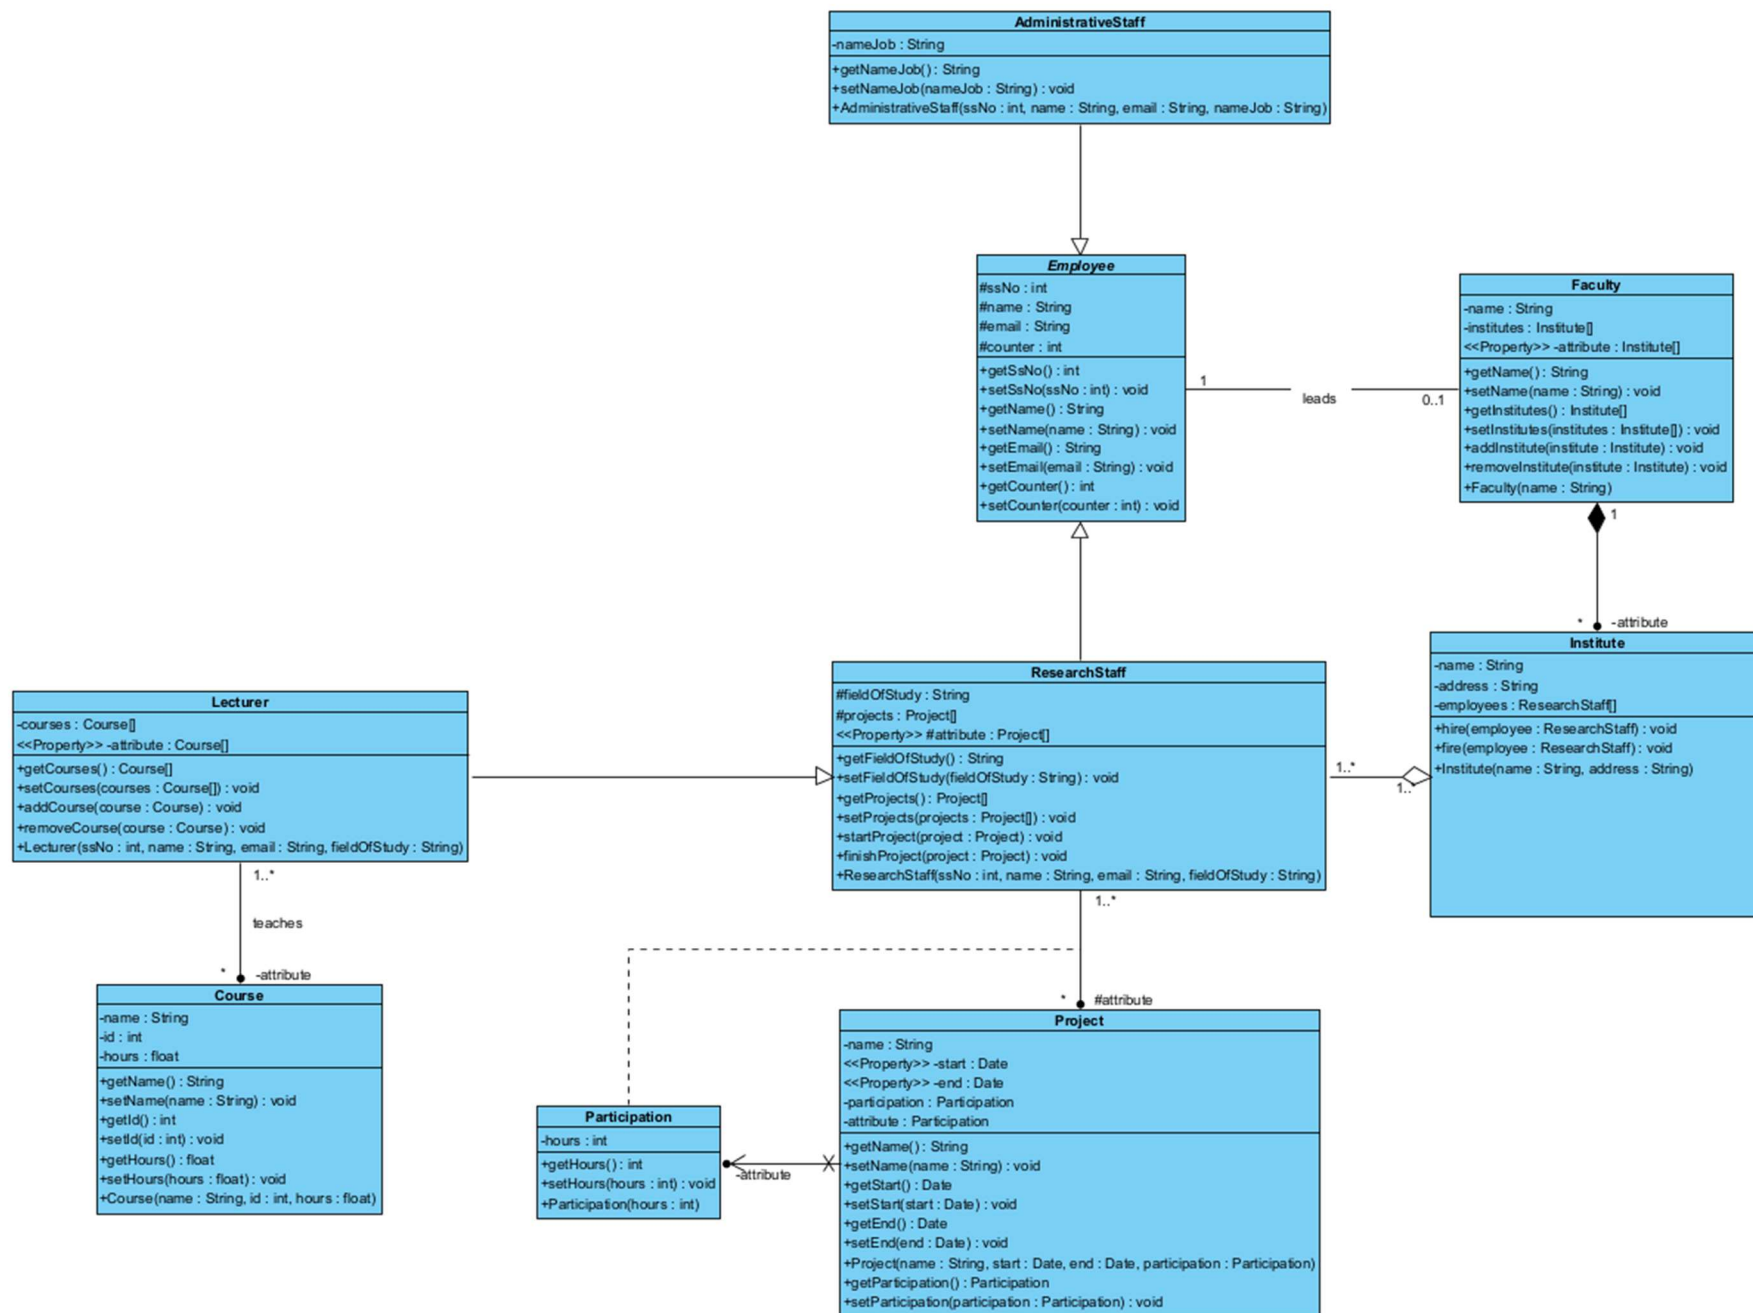 AdministrativeStaff
-nameJob : String
+getNameJob() : String
+setNameJob(nameJob : String) : void
+AdministrativeStaff(ssNo : int, name : String, email : String, nameJob : String)
Employee
#ssNo : int
#name : String
#email : String
#counter : int
+getSsNo() : int
+setSsNo(ssNo : int) : void
+getName() : String
+setName(name : String) : void
+getEmail() : String
+setEmail(email : String) : void
+getCounter() : int
+setCounter(counter : int) : void
1
leads
0..1
Faculty
-name : String
-institutes : Institute[]
<<Property>> -attribute : Institute[]
+getName() : String
+setName(name : String) : void
+getInstitutes() : Institute[]
+setInstitutes(institutes : Institute[]) : void
+addInstitute(institute : Institute) : void
+removeInstitute(institute : Institute) : void
+Faculty(name : String)
1
* -attribute
Institute
-name : String
-address : String
-employees : ResearchStaff[]
+hire(employee : ResearchStaff) : void
+fire(employee : ResearchStaff) : void
+Institute(name : String, address : String)
1..*
1..*
ResearchStaff
#fieldOfStudy : String
#projects : Project[]
<<Property>> #attribute : Project[]
+getFieldOfStudy() : String
+setFieldOfStudy(fieldOfStudy : String) : void
+getProjects() : Project[]
+setProjects(projects : Project[]) : void
+startProject(project : Project) : void
+finishProject(project : Project) : void
+ResearchStaff(ssNo : int, name : String, email : String, fieldOfStudy : String)
1..*
* #attribute
Lecturer
-courses : Course[]
<<Property>> -attribute : Course[]
+getCourses() : Course[]
+setCourses(courses : Course[]) : void
+addCourse(course : Course) : void
+removeCourse(course : Course) : void
+Lecturer(ssNo : int, name : String, email : String, fieldOfStudy : String)
1..*
teaches
* -attribute
Course
-name : String
-id : int
-hours : float
+getName() : String
+setName(name : String) : void
+getId() : int
+setId(id : int) : void
+getHours() : float
+setHours(hours : float) : void
+Course(name : String, id : int, hours : float)
Participation
-hours : int
+getHours() : int
+setHours(hours : int) : void
+Participation(hours : int)
-attribute
Project
-name : String
<<Property>> -start : Date
<<Property>> -end : Date
-participation : Participation
-attribute : Participation
+getName() : String
+setName(name : String) : void
+getStart() : Date
+setStart(start : Date) : void
+getEnd() : Date
+setEnd(end : Date) : void
+Project(name : String, start : Date, end : Date, participation : Participation)
+getParticipation() : Participation
+setParticipation(participation : Participation) : void